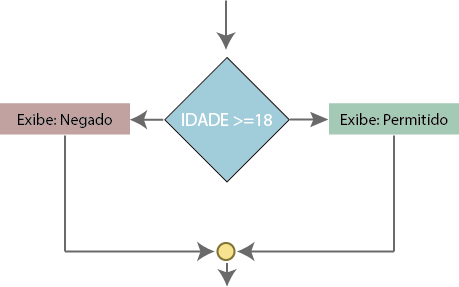 Exibe: Negado
IDADE >=18
Exibe: Permitido